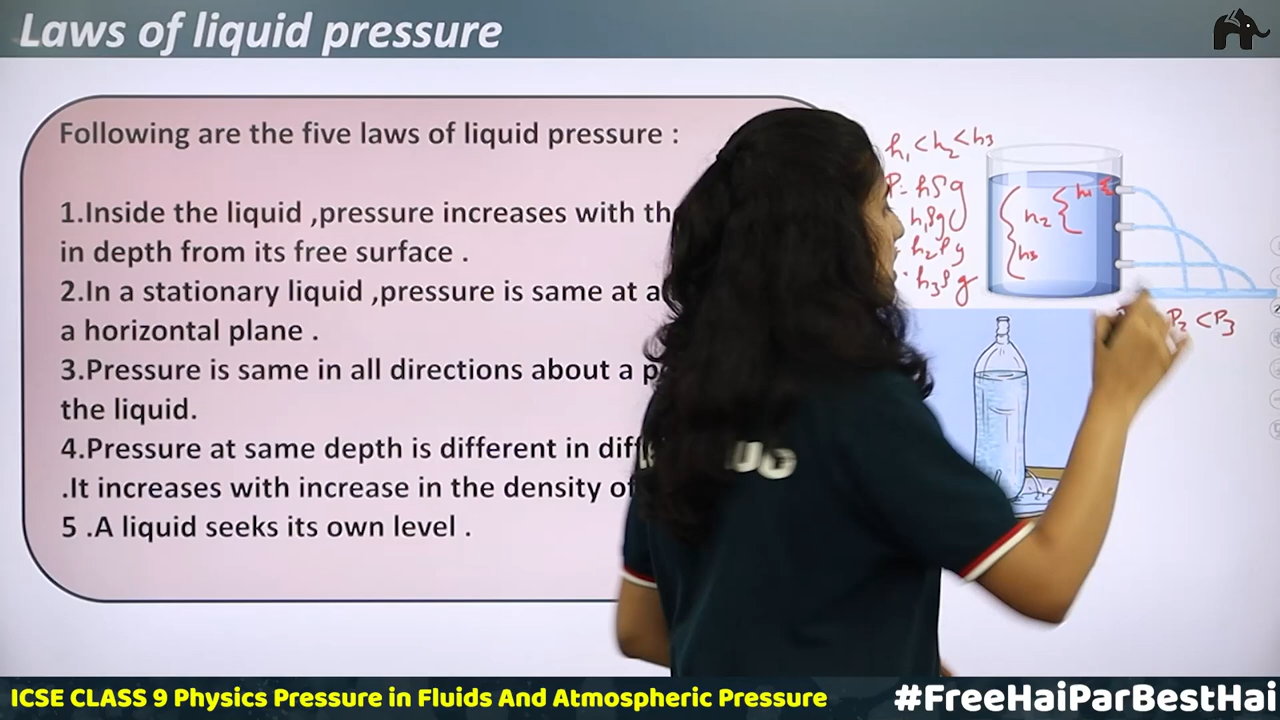 Laws of liquid pressure
Following are the five laws of liquid pressure :
1.Inside the liquid ,pressure increases with
in depth from its free surface .
2.In a stationary liquid ,pressure is same at
a horizontal plane .
3.Pressure is same in all directions about a
the liquid.
4.Pressure at same depth is different in
.It increases with increase in the density
5 .A liquid seeks its own level .
h₁ < h₂ < h₃
P = hρg
h₁ρg
h₂ρg
h₃ρg
h₁
h₂
h₃
P₂ < P₃
ICSE CLASS 9 Physics Pressure in Fluids And Atmospheric Pressure
#FreeHaiParBestHai